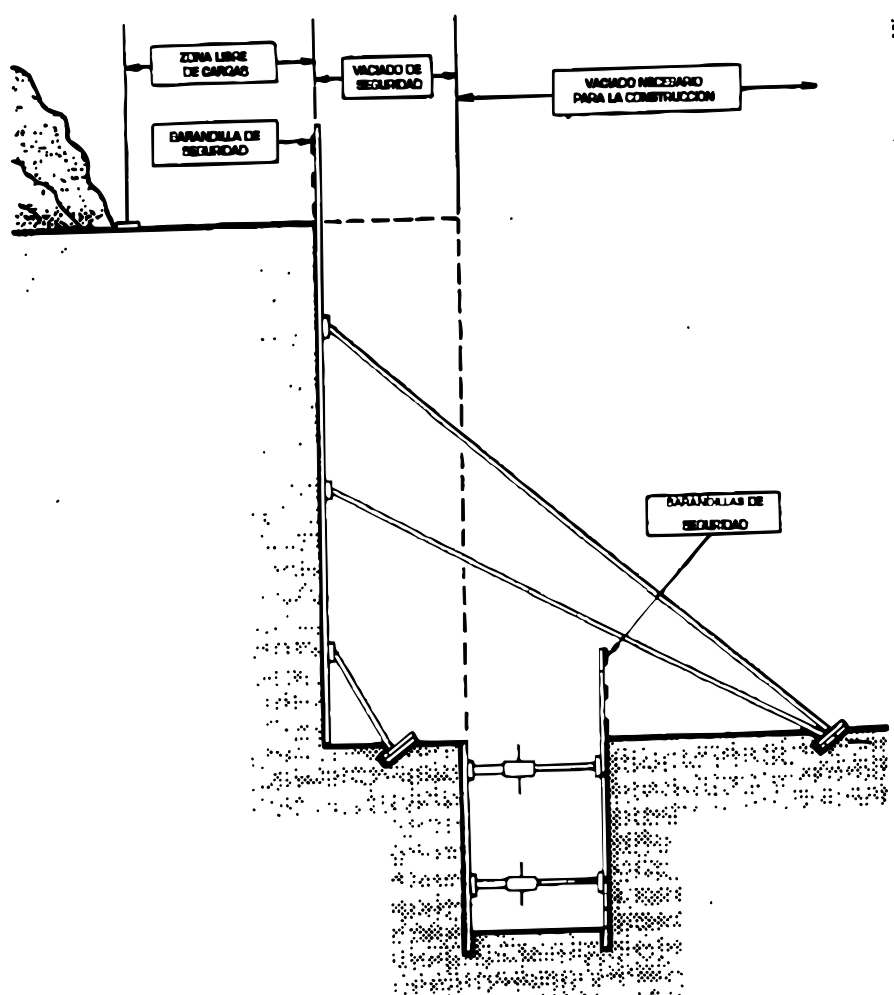 ZONA LIBRE
DE CARGAS
VACIADO DE
SEGURIDAD
VACIADO NECESARIO
PARA LA CONSTRUCCION
BARANDILLA DE
SEGURIDAD
BARANDILLAS DE
SEGURIDAD